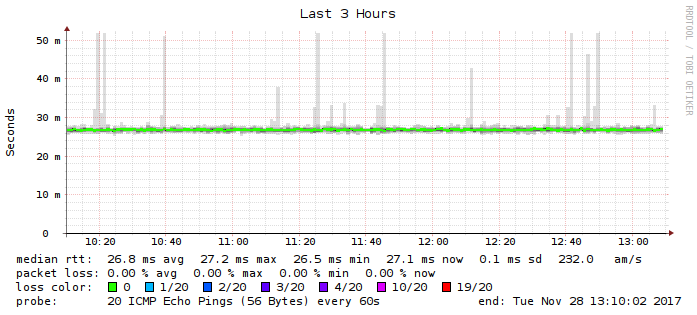 Last 3 Hours
RRDTOOL / TOBI OETIKER
Seconds
50 m
40 m
30 m
20 m
10 m
0
10:20 10:40 11:00 11:20 11:40 12:00 12:20 12:40 13:00
median rtt: 26.8 ms avg 27.2 ms max 26.5 ms min 27.1 ms now 0.1 ms sd 232.0 am/s
packet loss: 0.00 % avg 0.00 % max 0.00 % min 0.00 % now
loss color: 0 1/20 2/20 3/20 4/20 10/20 19/20
probe: 20 ICMP Echo Pings (56 Bytes) every 60s end: Tue Nov 28 13:10:02 2017